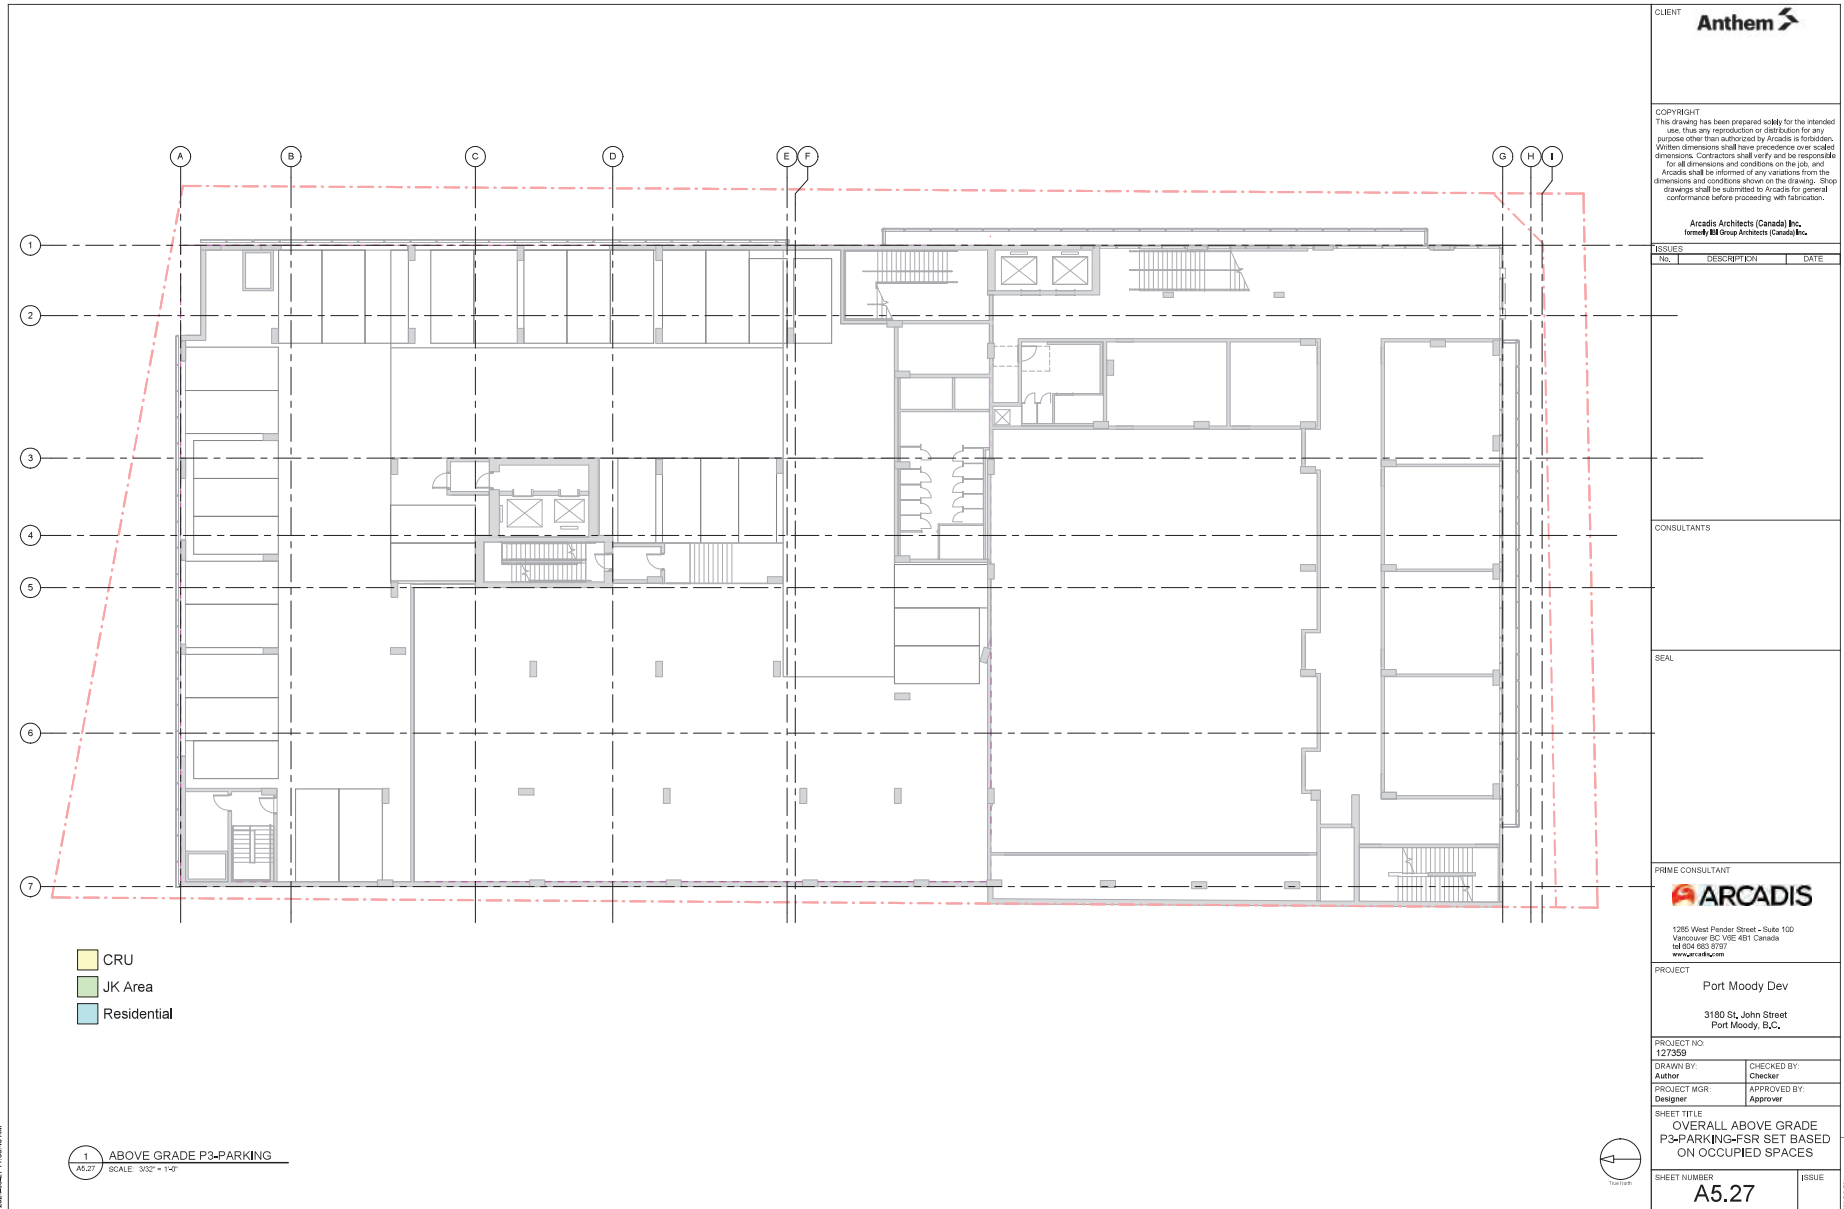 CLIENT
Anthem
COPYRIGHT
This drawing has been prepared solely for the intended
use, thus any reproduction or distribution for any
purpose other than authorized by Arcadis is forbidden.
Written dimensions shall have precedence over scaled
dimensions. Contractors shall verify and be responsible
for all dimensions and conditions on the job, and
Arcadis shall be informed of any variations from the
dimensions and conditions shown on the drawing. Shop
drawings shall be submitted to Arcadis for general
conformance before proceeding with fabrication.
Arcadis Architects (Canada) Inc.
formerly IBI Group Architects (Canada) Inc.
ISSUES
No. DESCRIPTION DATE
A B C D E F G H I
1
2
3
4
5
6
7
CONSULTANTS
SEAL
PRIME CONSULTANT
ARCADIS
1285 West Pender Street - Suite 100
Vancouver BC V6E 4B1 Canada
tel 604 683 8797
www.arcadis.com
PROJECT
Port Moody Dev
3180 St. John Street
Port Moody, B.C.
PROJECT NO:
127359
DRAWN BY: CHECKED BY:
Author Checker
PROJECT MGR: APPROVED BY:
Designer Approver
SHEET TITLE
OVERALL ABOVE GRADE
P3-PARKING-FSR SET BASED
ON OCCUPIED SPACES
SHEET NUMBER ISSUE
A5.27
CRU
JK Area
Residential
1 ABOVE GRADE P3-PARKING
A5.27 SCALE: 3/32" = 1'-0"
True North